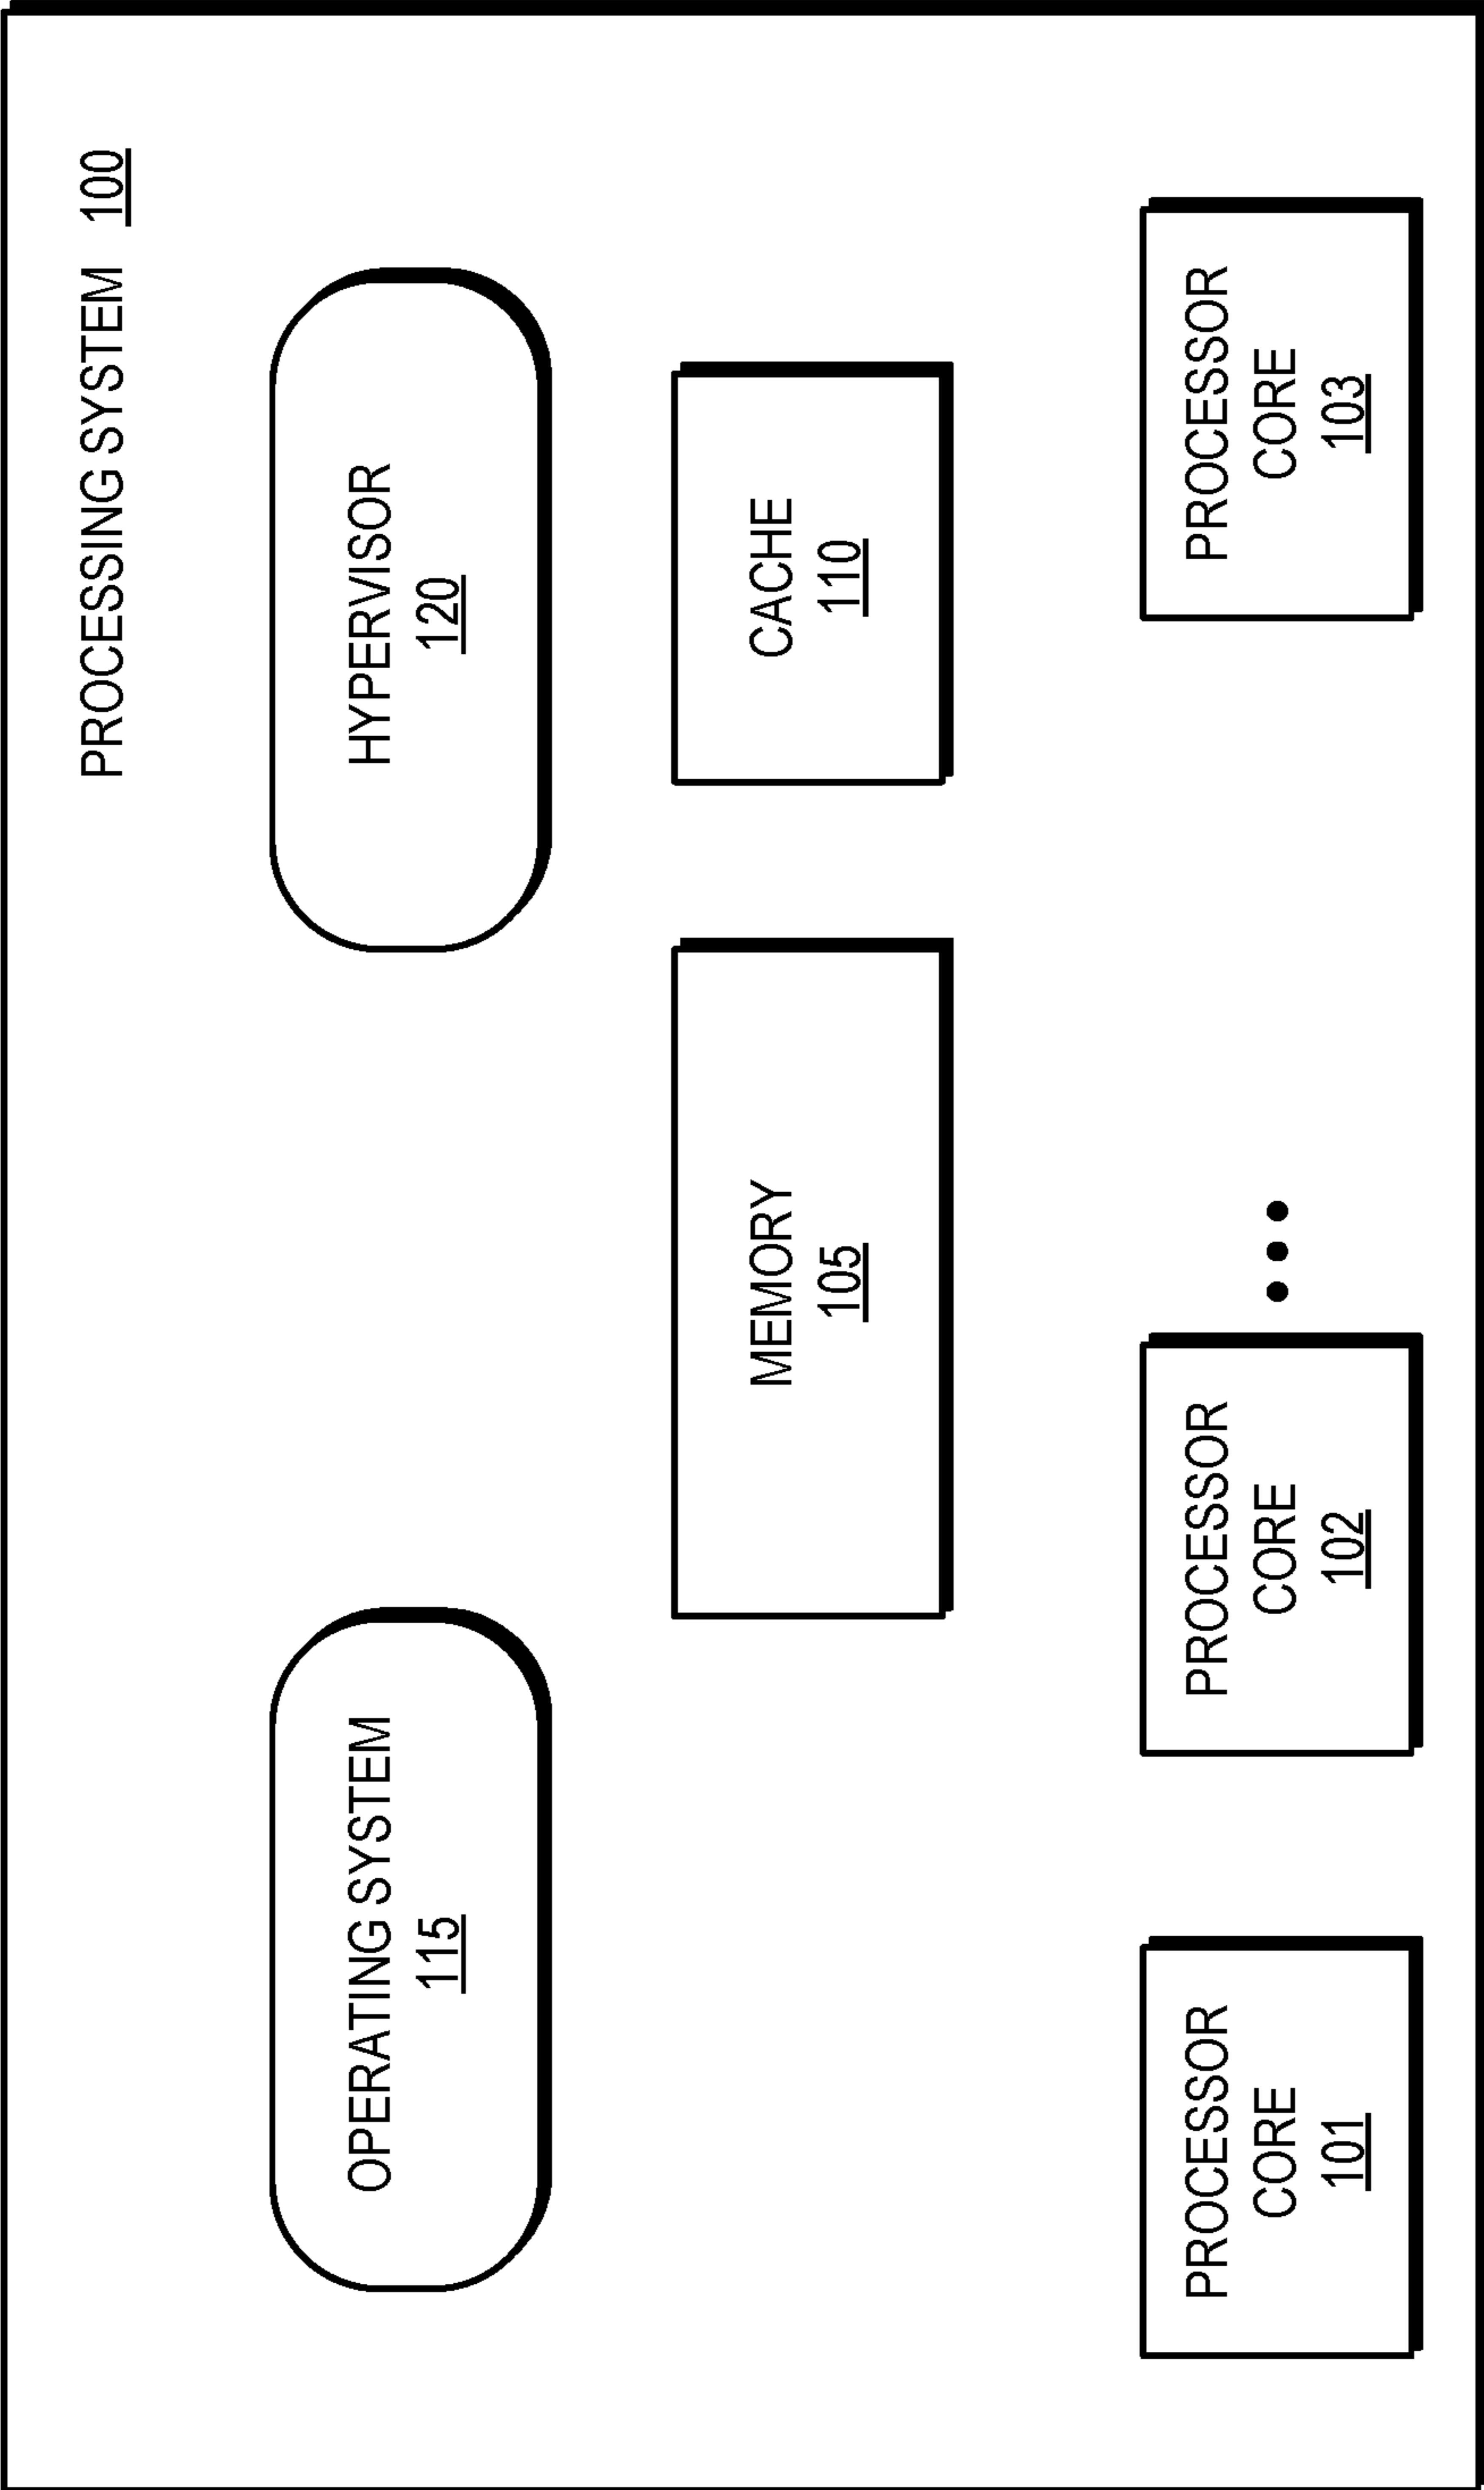 PROCESSING SYSTEM 100
OPERATING SYSTEM
115
HYPERVISOR
120
MEMORY
105
CACHE
110
PROCESSOR
CORE
101
PROCESSOR
CORE
102
PROCESSOR
CORE
103